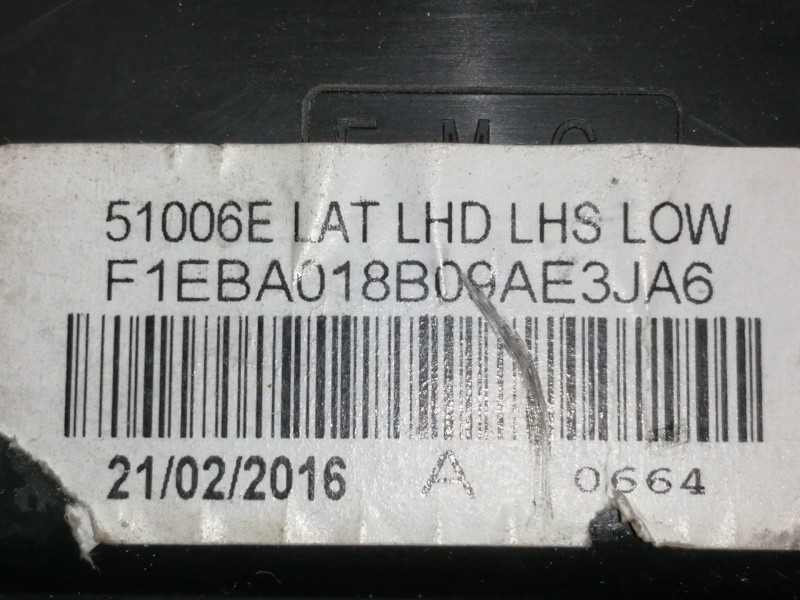 51006E LAT LHD LHS LOW
F1EBA018B09AE3JA6
21/02/2016 A 0664